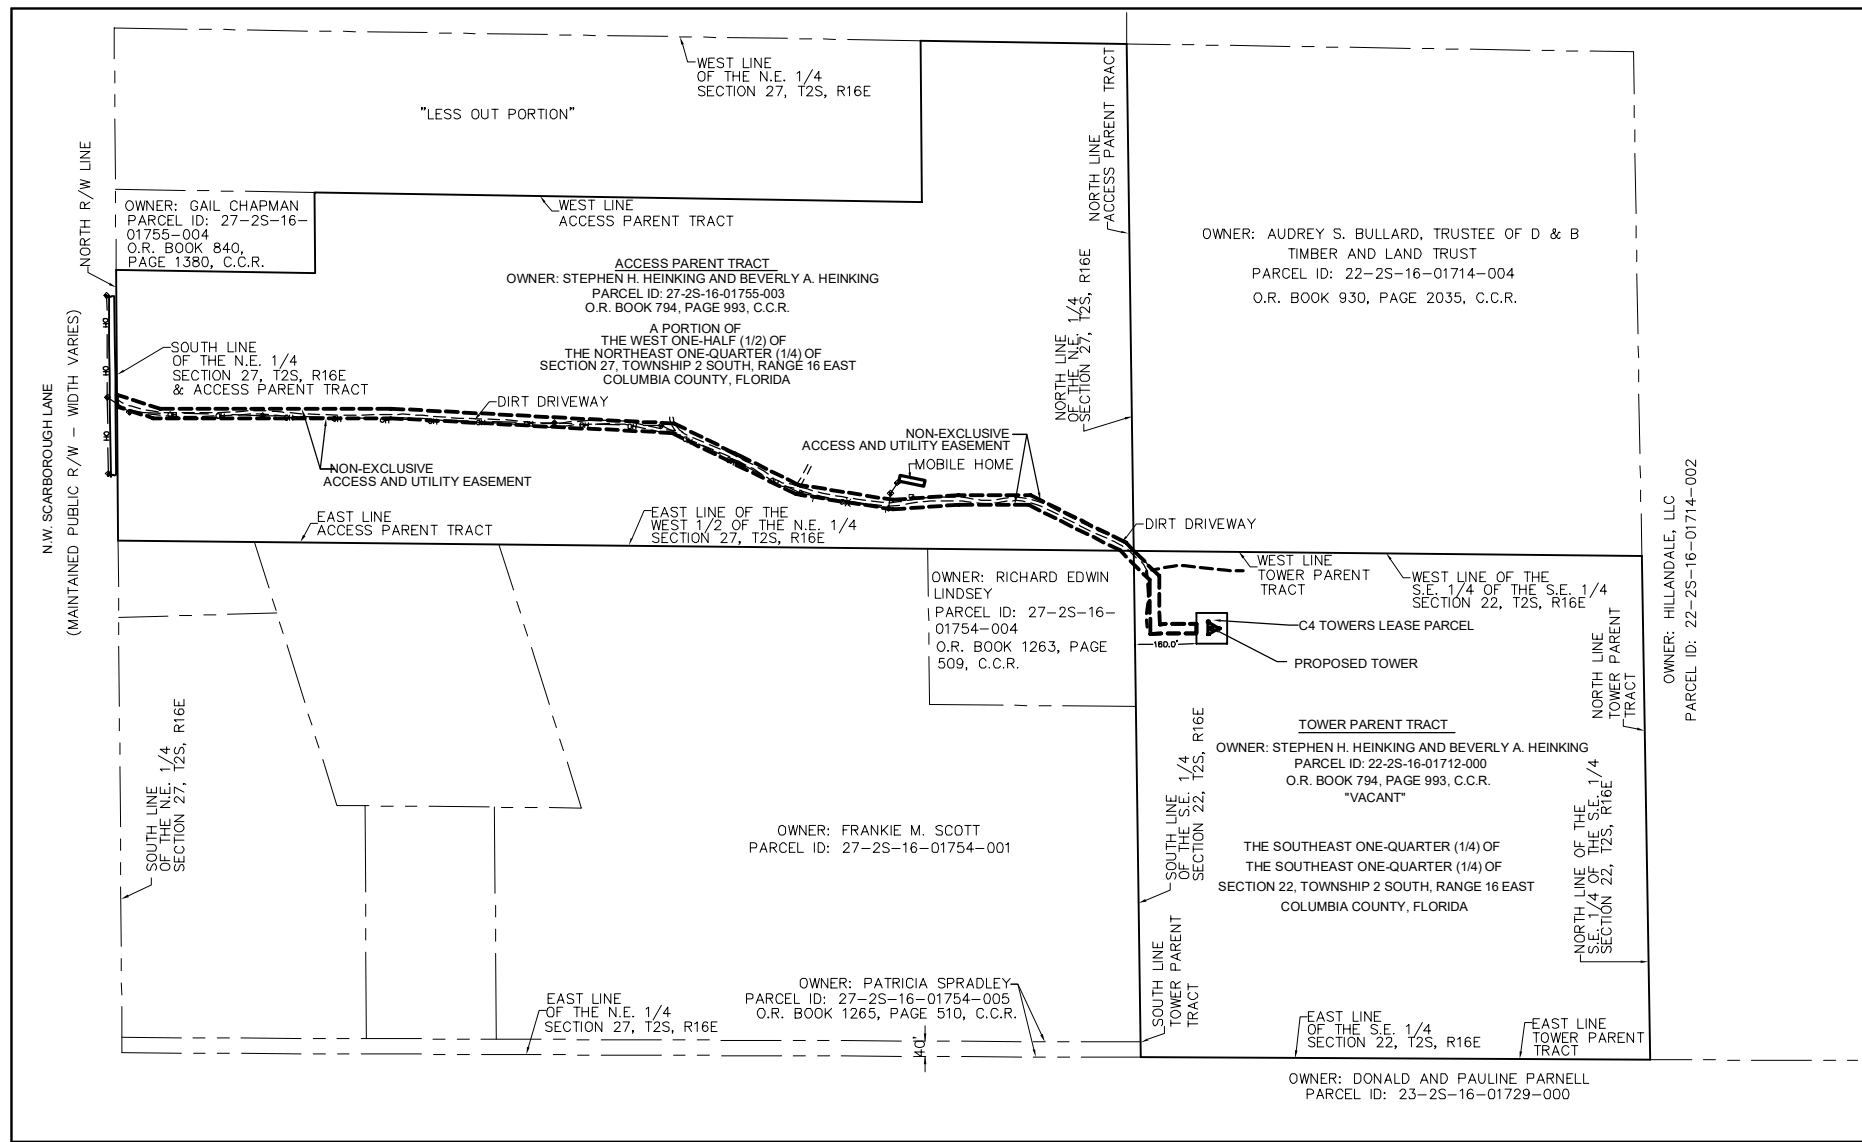 WEST LINE
OF THE N.E. 1/4
SECTION 27, T2S, R16E
"LESS OUT PORTION"
NORTH R/W LINE
OWNER: GAIL CHAPMAN
PARCEL ID: 27-2S-16-
01755-004
O.R. BOOK 840,
PAGE 1380, C.C.R.
WEST LINE
ACCESS PARENT TRACT
NORTH LINE
ACCESS PARENT TRACT
ACCESS PARENT TRACT
OWNER: STEPHEN H. HEINKING AND BEVERLY A. HEINKING
PARCEL ID: 27-2S-16-01755-003
O.R. BOOK 794, PAGE 993, C.C.R.
A PORTION OF
THE WEST ONE-HALF (1/2) OF
THE NORTHEAST ONE-QUARTER (1/4) OF
SECTION 27, TOWNSHIP 2 SOUTH, RANGE 16 EAST
COLUMBIA COUNTY, FLORIDA
OWNER: AUDREY S. BULLARD, TRUSTEE OF D & B
TIMBER AND LAND TRUST
PARCEL ID: 22-2S-16-01714-004
O.R. BOOK 930, PAGE 2035, C.C.R.
NORTH LINE
OF THE N.E. 1/4
SECTION 27, T2S, R16E
N.W. SCARBOROUGH LANE
(MAINTAINED PUBLIC R/W - WIDTH VARIES)
OH
OH
OH
SOUTH LINE
OF THE N.E. 1/4
SECTION 27, T2S, R16E
& ACCESS PARENT TRACT
DIRT DRIVEWAY
NON-EXCLUSIVE
ACCESS AND UTILITY EASEMENT
NON-EXCLUSIVE
ACCESS AND UTILITY EASEMENT
MOBILE HOME
EAST LINE
ACCESS PARENT TRACT
EAST LINE OF THE
WEST 1/2 OF THE N.E. 1/4
SECTION 27, T2S, R16E
DIRT DRIVEWAY
OWNER: HILLANDALE, LLC
PARCEL ID: 22-2S-16-01714-002
WEST LINE
TOWER PARENT
TRACT
WEST LINE OF THE
S.E. 1/4 OF THE S.E. 1/4
SECTION 22, T2S, R16E
OWNER: RICHARD EDWIN
LINDSEY
PARCEL ID: 27-2S-16-
01754-004
O.R. BOOK 1263, PAGE
509, C.C.R.
C4 TOWERS LEASE PARCEL
160.0'
PROPOSED TOWER
NORTH LINE
TOWER PARENT
TRACT
TOWER PARENT TRACT
OWNER: STEPHEN H. HEINKING AND BEVERLY A. HEINKING
PARCEL ID: 22-2S-16-01712-000
O.R. BOOK 794, PAGE 993, C.C.R.
"VACANT"
THE SOUTHEAST ONE-QUARTER (1/4) OF
THE SOUTHEAST ONE-QUARTER (1/4) OF
SECTION 22, TOWNSHIP 2 SOUTH, RANGE 16 EAST
COLUMBIA COUNTY, FLORIDA
SOUTH LINE
OF THE N.E. 1/4
SECTION 27, T2S, R16E
SOUTH LINE
OF THE S.E. 1/4
SECTION 22, T2S, R16E
NORTH LINE OF THE
S.E. 1/4 OF THE S.E. 1/4
SECTION 22, T2S, R16E
OWNER: FRANKIE M. SCOTT
PARCEL ID: 27-2S-16-01754-001
SOUTH LINE
TOWER PARENT
TRACT
OWNER: PATRICIA SPRADLEY
PARCEL ID: 27-2S-16-01754-005
O.R. BOOK 1265, PAGE 510, C.C.R.
EAST LINE
OF THE N.E. 1/4
SECTION 27, T2S, R16E
40'
EAST LINE
OF THE S.E. 1/4
SECTION 22, T2S, R16E
EAST LINE
TOWER PARENT
TRACT
OWNER: DONALD AND PAULINE PARNELL
PARCEL ID: 23-2S-16-01729-000